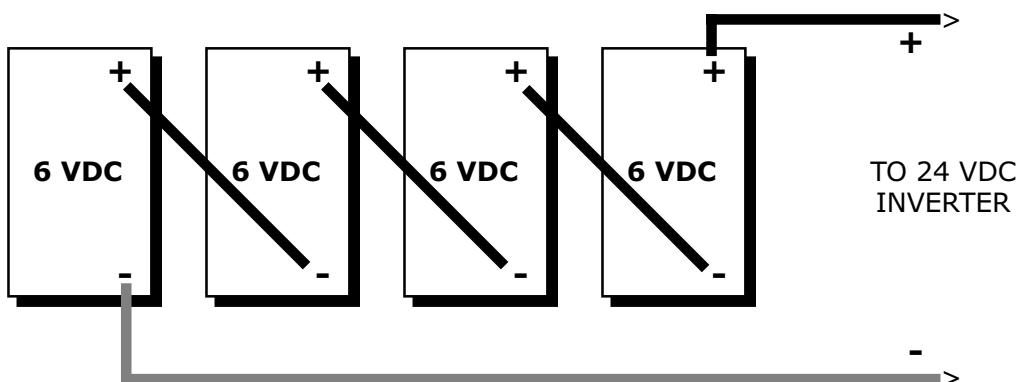 >
+
+ + + +
6 VDC 6 VDC 6 VDC 6 VDC
TO 24 VDC
INVERTER
- - - -
-
>